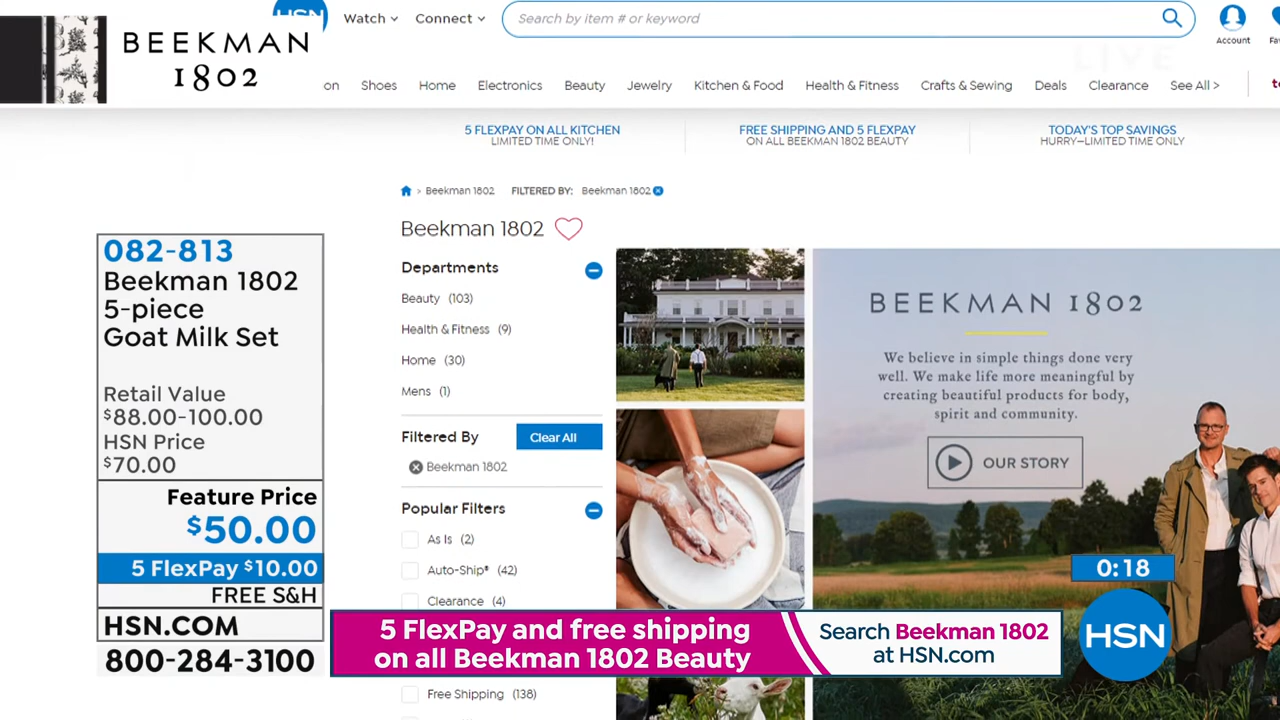 HSN
Watch
Connect
Search by item # or keyword
Account
BEEKMAN
1802
LIVE
on
Shoes
Home
Electronics
Beauty
Jewelry
Kitchen & Food
Health & Fitness
Crafts & Sewing
Deals
Clearance
See All >
5 FLEXPAY ON ALL KITCHEN
LIMITED TIME ONLY!
FREE SHIPPING AND 5 FLEXPAY
ON ALL BEEKMAN 1802 BEAUTY
TODAY'S TOP SAVINGS
HURRY—LIMITED TIME ONLY
> Beekman 1802 FILTERED BY: Beekman 1802
Beekman 1802
082-813
Beekman 1802
5-piece
Goat Milk Set
Retail Value
$88.00-100.00
HSN Price
$70.00
Feature Price
$50.00
5 FlexPay $10.00
FREE S&H
HSN.COM
800-284-3100
Departments
Beauty (103)
Health & Fitness (9)
Home (30)
Mens (1)
Filtered By
Clear All
Beekman 1802
Popular Filters
As Is (2)
Auto-Ship® (42)
Clearance (4)
Free Shipping (138)
BEEKMAN 1802
We believe in simple things done very
well. We make life more meaningful by
creating beautiful products for body,
spirit and community.
OUR STORY
0:18
HSN
5 FlexPay and free shipping
on all Beekman 1802 Beauty
Search Beekman 1802
at HSN.com